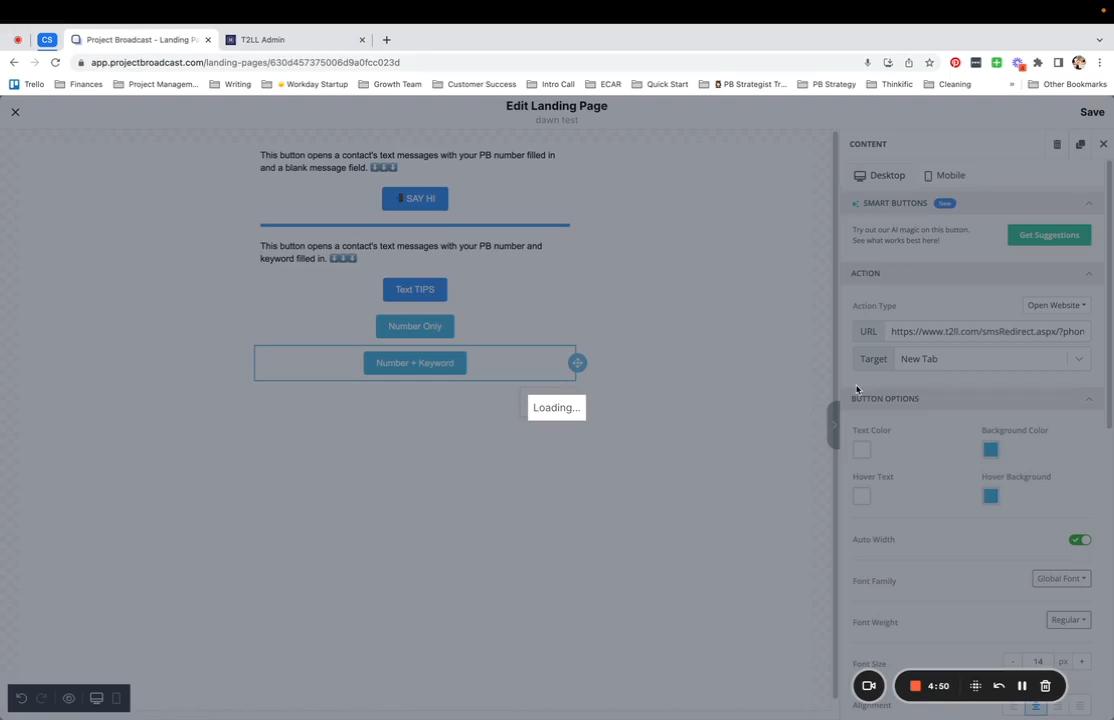 CS
Project Broadcast - Landing Pa
T2LL Admin
app.projectbroadcast.com/landing-pages/630d457375006d9a0fcc023d
Trello
Finances
Project Managem...
Writing
Workday Startup
Growth Team
Customer Success
Intro Call
ECAR
Quick Start
PB Strategist Tr...
PB Strategy
Thinkific
Cleaning
»
Other Bookmarks
Edit Landing Page
dawn test
Save
This button opens a contact's text messages with your PB number filled in
and a blank message field. ⬇️⬇️⬇️
📱 SAY HI
This button opens a contact's text messages with your PB number and
keyword filled in. ⬇️⬇️⬇️
Text TIPS
Number Only
Number + Keyword
Loading...
CONTENT
Desktop
Mobile
SMART BUTTONS New
Try out our AI magic on this button.
See what works best here!
Get Suggestions
ACTION
Action Type
Open Website
URL
https://www.t2ll.com/smsRedirect.aspx/?phon
Target
New Tab
BUTTON OPTIONS
Text Color
Background Color
Hover Text
Hover Background
Auto Width
Font Family
Global Font
Font Weight
Regular
Font Size
- 14 px +
4:50
Alignment